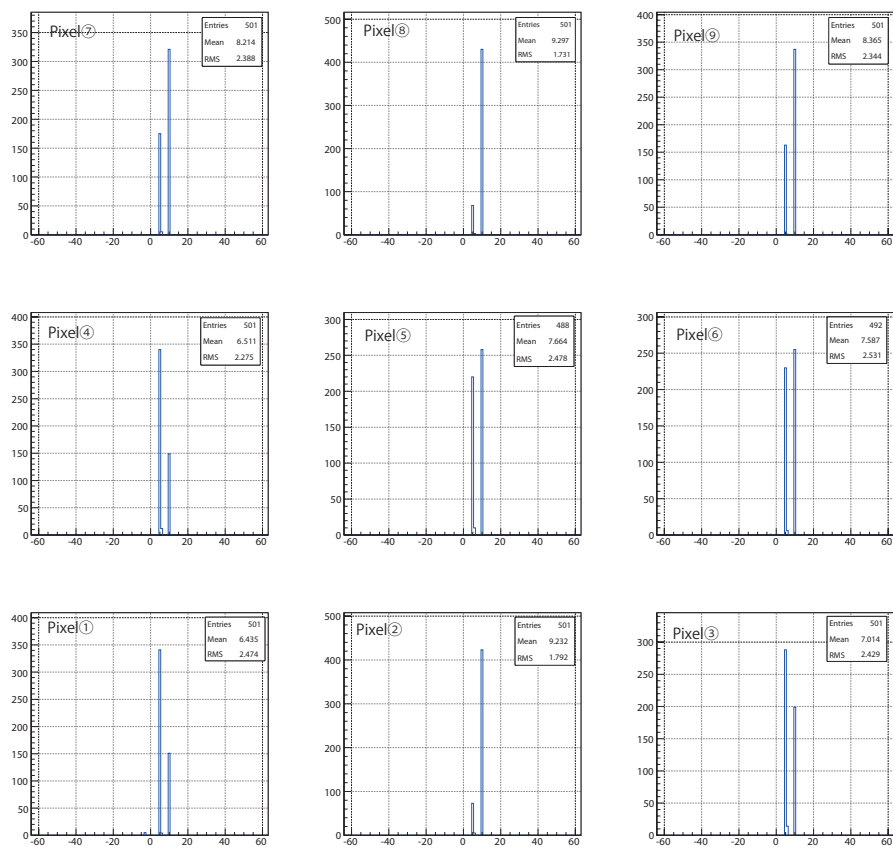 Pixel⑦
Entries 501
Mean 8.214
RMS 2.388
350
300
250
200
150
100
50
0
-60 -40 -20 0 20 40 60
Pixel⑧
Entries 501
Mean 9.297
RMS 1.731
500
400
300
200
100
0
-60 -40 -20 0 20 40 60
Pixel⑨
Entries 501
Mean 8.365
RMS 2.344
400
350
300
250
200
150
100
50
0
-60 -40 -20 0 20 40 60
Pixel④
Entries 501
Mean 6.511
RMS 2.275
400
350
300
250
200
150
100
50
0
-60 -40 -20 0 20 40 60
Pixel⑤
Entries 488
Mean 7.664
RMS 2.478
300
250
200
150
100
50
0
-60 -40 -20 0 20 40 60
Pixel⑥
Entries 492
Mean 7.587
RMS 2.531
300
250
200
150
100
50
0
-60 -40 -20 0 20 40 60
Pixel①
Entries 501
Mean 6.435
RMS 2.474
400
350
300
250
200
150
100
50
0
-60 -40 -20 0 20 40 60
Pixel②
Entries 501
Mean 9.232
RMS 1.792
500
400
300
200
100
0
-60 -40 -20 0 20 40 60
Pixel③
Entries 501
Mean 7.014
RMS 2.429
300
250
200
150
100
50
0
-60 -40 -20 0 20 40 60